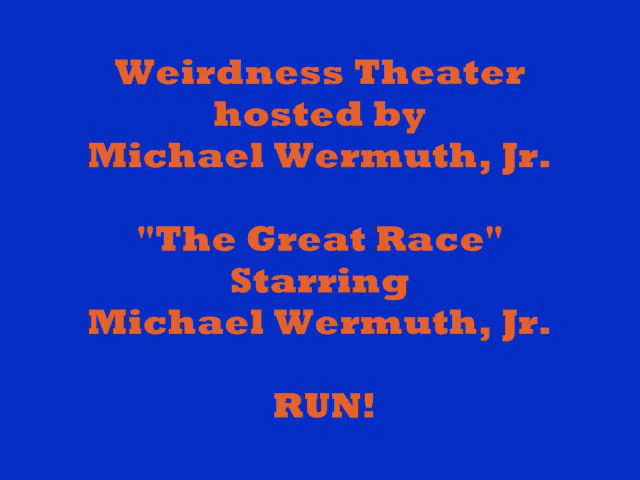 Weirdness Theater
hosted by
Michael Wermuth, Jr.
"The Great Race"
Starring
Michael Wermuth, Jr.
RUN!